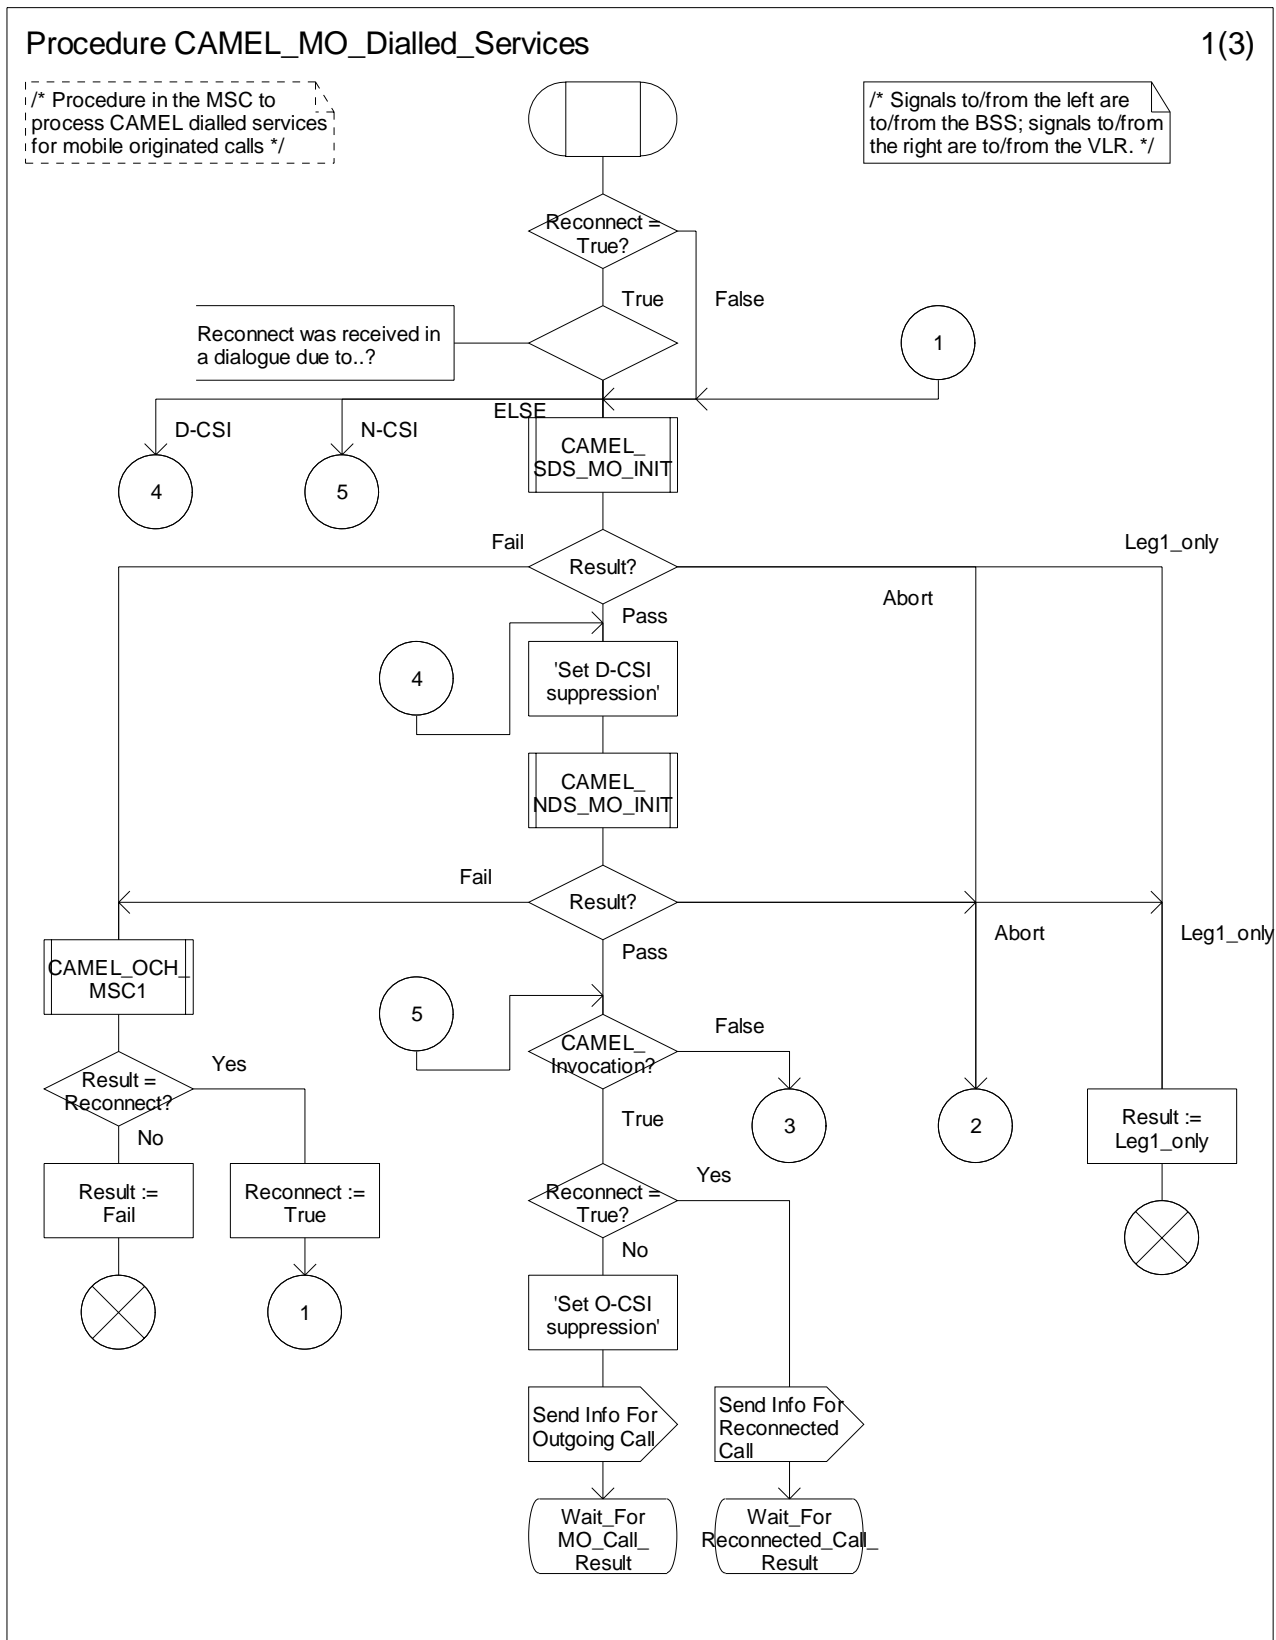 Procedure CAMEL_MO_Dialled_Services
1(3)
/* Procedure in the MSC to
process CAMEL dialled services
for mobile originated calls */
/* Signals to/from the left are
to/from the BSS; signals to/from
the right are to/from the VLR. */
Reconnect =
True?
True
False
Reconnect was received in
a dialogue due to..?
1
ELSE
D-CSI
N-CSI
CAMEL_
SDS_MO_INIT
4
5
Fail
Result?
Leg1_only
Abort
Pass
4
'Set D-CSI
suppression'
CAMEL_
NDS_MO_INIT
Fail
Result?
Abort
Leg1_only
Pass
CAMEL_OCH_
MSC1
5
False
CAMEL_
Invocation?
Yes
Result =
Reconnect?
No
True
3
2
Result :=
Leg1_only
Yes
Result :=
Fail
Reconnect :=
True
Reconnect =
True?
No
1
'Set O-CSI
suppression'
Send Info For
Outgoing Call
Send Info For
Reconnected
Call
Wait_For
MO_Call_
Result
Wait_For
Reconnected_Call_
Result